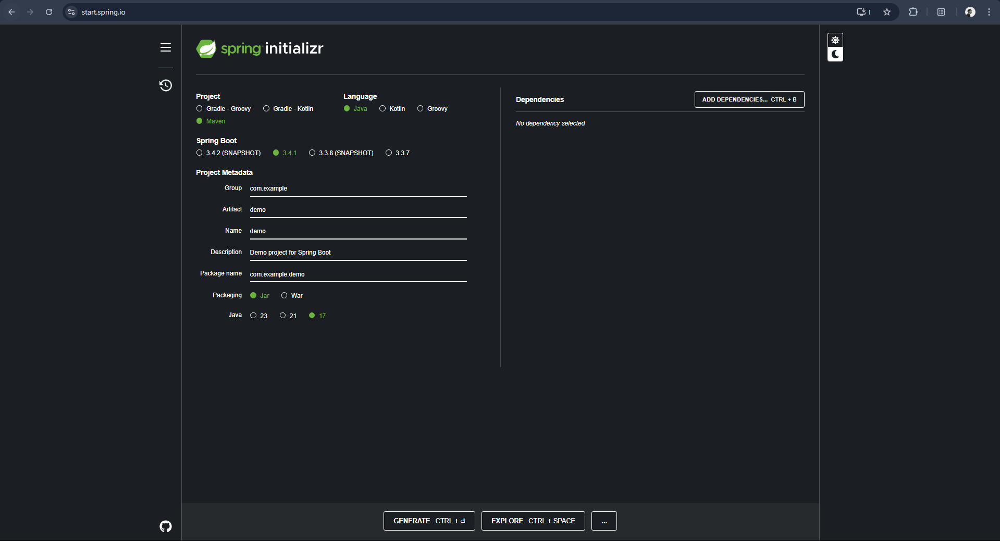 start.spring.io
spring initializr
Project
Gradle - Groovy Gradle - Kotlin
Maven
Language
Java Kotlin Groovy
Spring Boot
3.4.2 (SNAPSHOT) 3.4.1 3.3.8 (SNAPSHOT) 3.3.7
Project Metadata
Group com.example
Artifact demo
Name demo
Description Demo project for Spring Boot
Package name com.example.demo
Packaging Jar War
Java 23 21 17
Dependencies
ADD DEPENDENCIES... CTRL + B
No dependency selected
GENERATE CTRL + ⏎
EXPLORE CTRL + SPACE
...